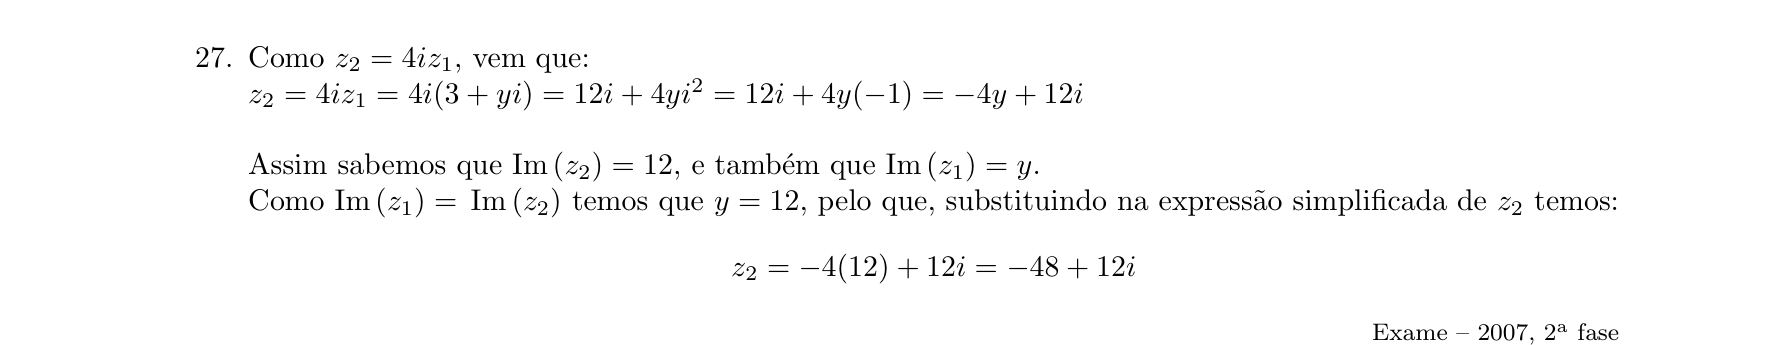 27. Como z₂ = 4iz₁, vem que:
z₂ = 4iz₁ = 4i(3 + yi) = 12i + 4yi² = 12i + 4y(−1) = −4y + 12i
Assim sabemos que Im (z₂) = 12, e também que Im (z₁) = y.
Como Im (z₁) = Im (z₂) temos que y = 12, pelo que, substituindo na expressão simplificada de z₂ temos:
z₂ = −4(12) + 12i = −48 + 12i
Exame – 2007, 2ª fase